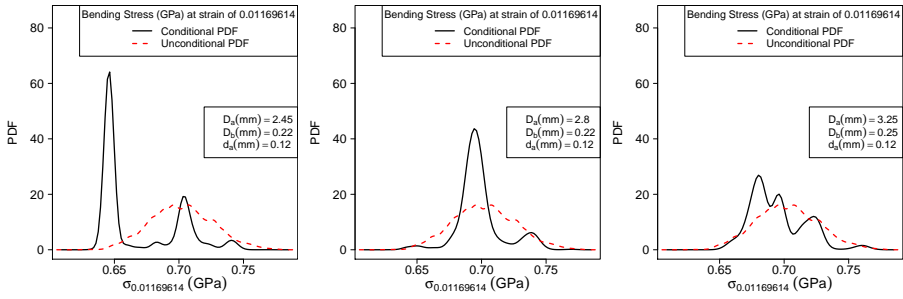 Bending Stress (GPa) at strain of 0.01169614
Conditional PDF
Unconditional PDF
80
60
40
20
0
PDF
Da(mm) = 2.45
Db(mm) = 0.22
da(mm) = 0.12
0.65 0.70 0.75
σ0.01169614 (GPa)
Bending Stress (GPa) at strain of 0.01169614
Conditional PDF
Unconditional PDF
80
60
40
20
0
PDF
Da(mm) = 2.8
Db(mm) = 0.22
da(mm) = 0.12
0.65 0.70 0.75
σ0.01169614 (GPa)
Bending Stress (GPa) at strain of 0.01169614
Conditional PDF
Unconditional PDF
80
60
40
20
0
PDF
Da(mm) = 3.25
Db(mm) = 0.25
da(mm) = 0.12
0.65 0.70 0.75
σ0.01169614 (GPa)